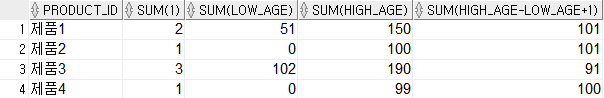 PRODUCT_ID SUM(1) SUM(LOW_AGE) SUM(HIGH_AGE) SUM(HIGH_AGE-LOW_AGE+1)
1 제품1 2 51 150 101
2 제품2 1 0 100 101
3 제품3 3 102 190 91
4 제품4 1 0 99 100